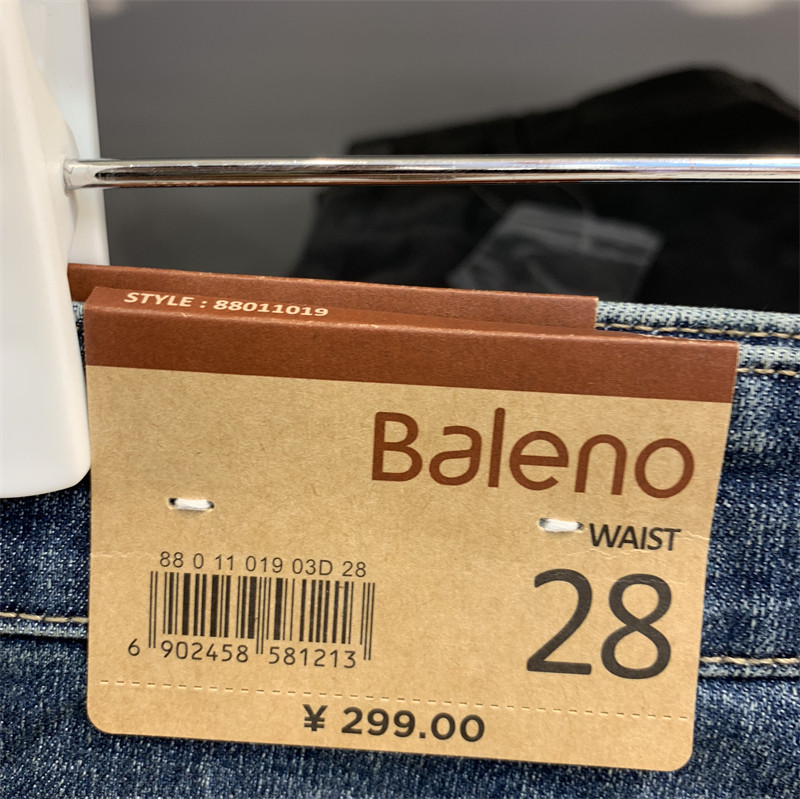 STYLE : 88011019
Baleno
WAIST
28
88 0 11 019 03D 28
6 902458 581213
¥ 299.00